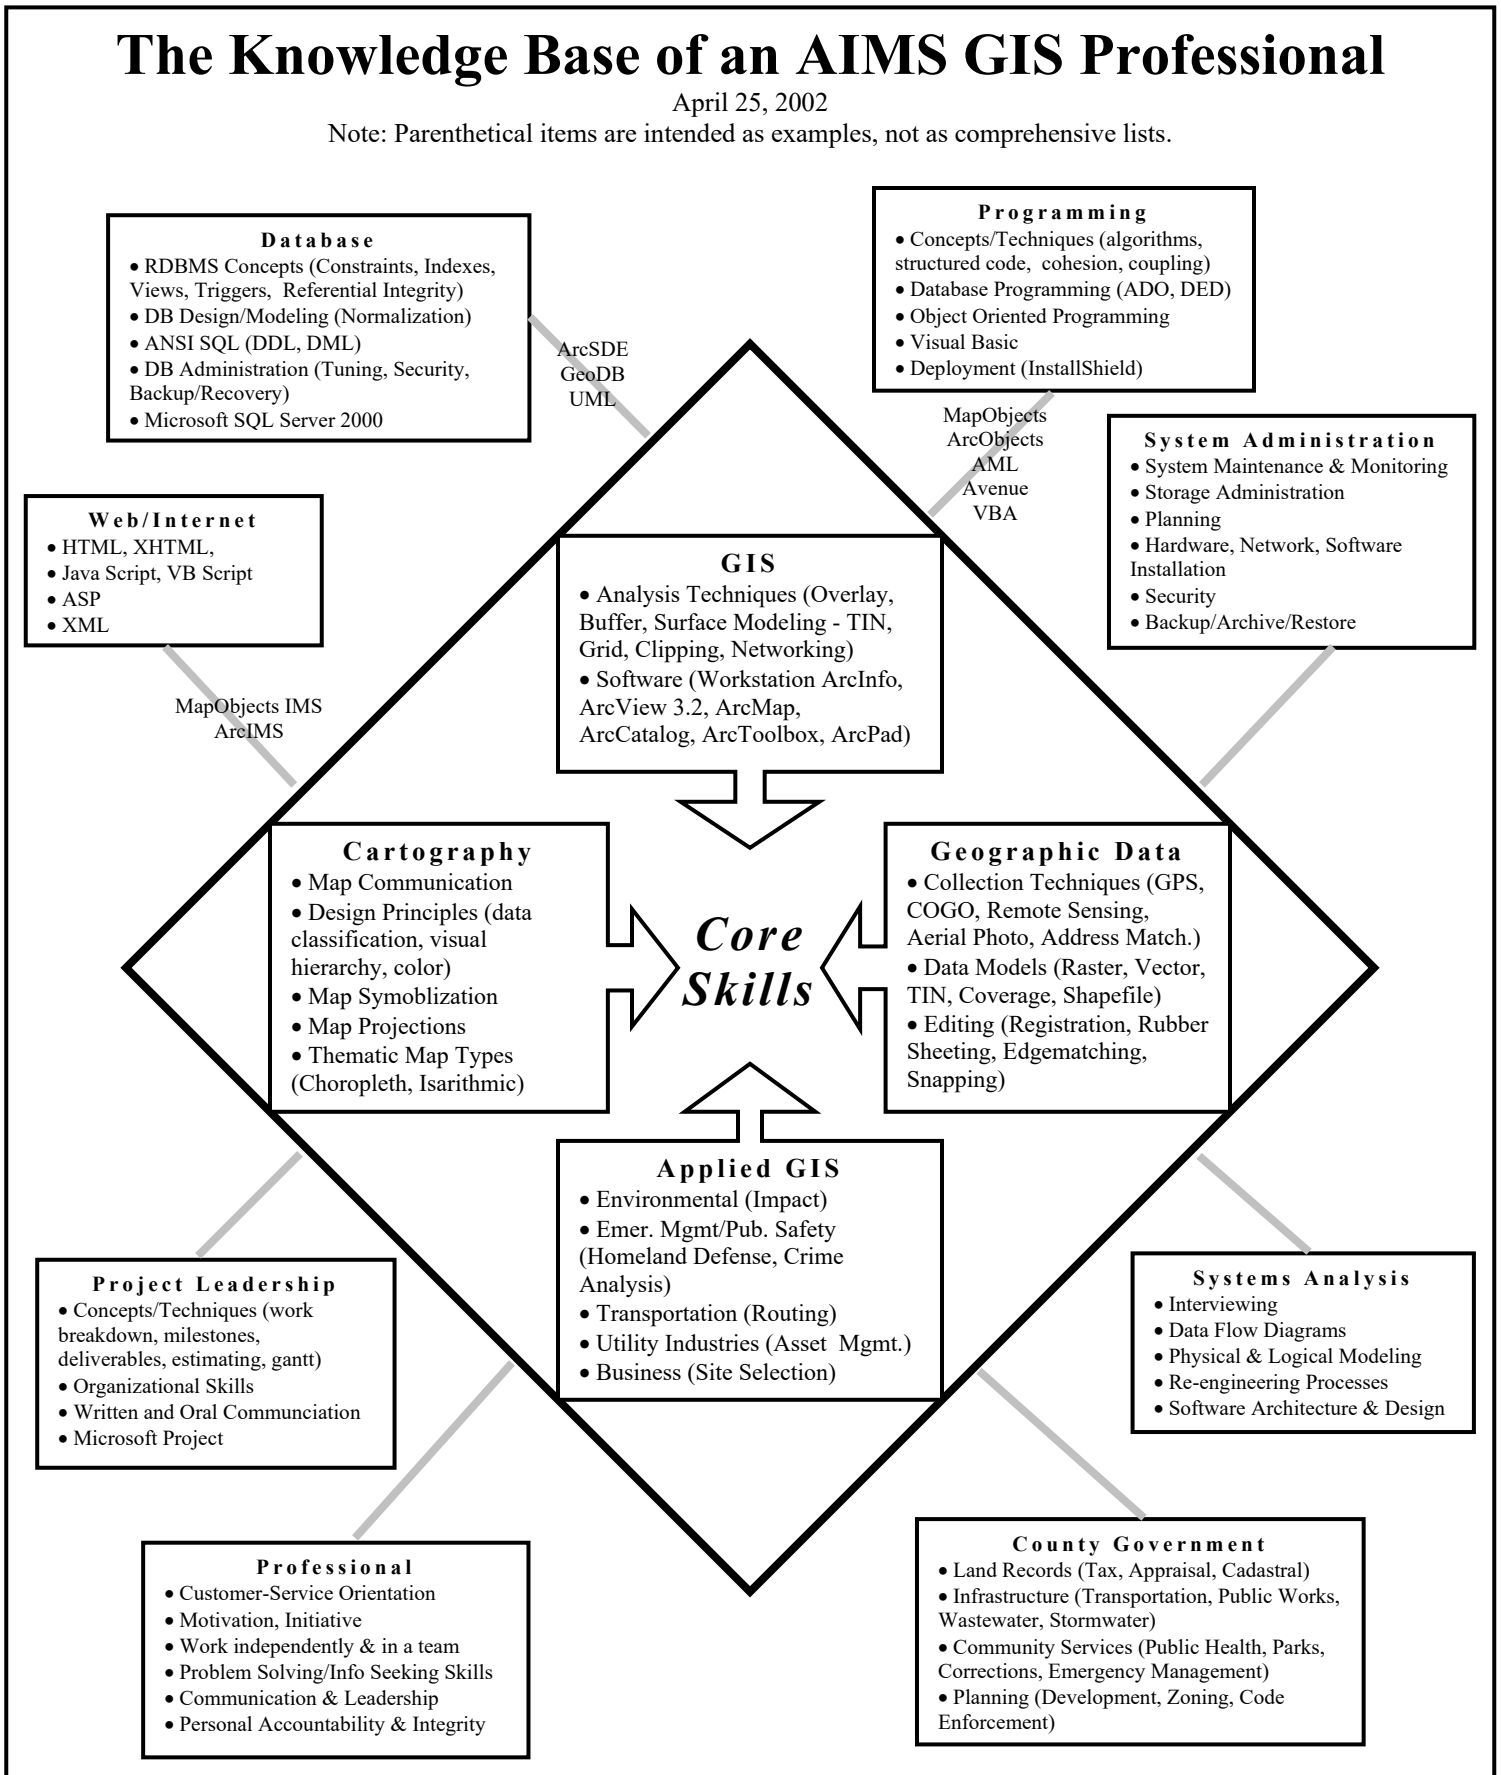 The Knowledge Base of an AIMS GIS Professional
April 25, 2002
Note: Parenthetical items are intended as examples, not as comprehensive lists.
Database
• RDBMS Concepts (Constraints, Indexes,
Views, Triggers, Referential Integrity)
• DB Design/Modeling (Normalization)
• ANSI SQL (DDL, DML)
• DB Administration (Tuning, Security,
Backup/Recovery)
• Microsoft SQL Server 2000
ArcSDE
GeoDB
UML
Programming
• Concepts/Techniques (algorithms,
structured code, cohesion, coupling)
• Database Programming (ADO, DED)
• Object Oriented Programming
• Visual Basic
• Deployment (InstallShield)
MapObjects
ArcObjects
AML
Avenue
VBA
System Administration
• System Maintenance & Monitoring
• Storage Administration
• Planning
• Hardware, Network, Software
Installation
• Security
• Backup/Archive/Restore
Web/Internet
• HTML, XHTML,
• Java Script, VB Script
• ASP
• XML
MapObjects IMS
ArcIMS
GIS
• Analysis Techniques (Overlay,
Buffer, Surface Modeling - TIN,
Grid, Clipping, Networking)
• Software (Workstation ArcInfo,
ArcView 3.2, ArcMap,
ArcCatalog, ArcToolbox, ArcPad)
Cartography
• Map Communication
• Design Principles (data
classification, visual
hierarchy, color)
• Map Symoblization
• Map Projections
• Thematic Map Types
(Choropleth, Isarithmic)
Core
Skills
Geographic Data
• Collection Techniques (GPS,
COGO, Remote Sensing,
Aerial Photo, Address Match.)
• Data Models (Raster, Vector,
TIN, Coverage, Shapefile)
• Editing (Registration, Rubber
Sheeting, Edgematching,
Snapping)
Applied GIS
• Environmental (Impact)
• Emer. Mgmt/Pub. Safety
(Homeland Defense, Crime
Analysis)
• Transportation (Routing)
• Utility Industries (Asset Mgmt.)
• Business (Site Selection)
Project Leadership
• Concepts/Techniques (work
breakdown, milestones,
deliverables, estimating, gantt)
• Organizational Skills
• Written and Oral Communciation
• Microsoft Project
Systems Analysis
• Interviewing
• Data Flow Diagrams
• Physical & Logical Modeling
• Re-engineering Processes
• Software Architecture & Design
Professional
• Customer-Service Orientation
• Motivation, Initiative
• Work independently & in a team
• Problem Solving/Info Seeking Skills
• Communication & Leadership
• Personal Accountability & Integrity
County Government
• Land Records (Tax, Appraisal, Cadastral)
• Infrastructure (Transportation, Public Works,
Wastewater, Stormwater)
• Community Services (Public Health, Parks,
Corrections, Emergency Management)
• Planning (Development, Zoning, Code
Enforcement)